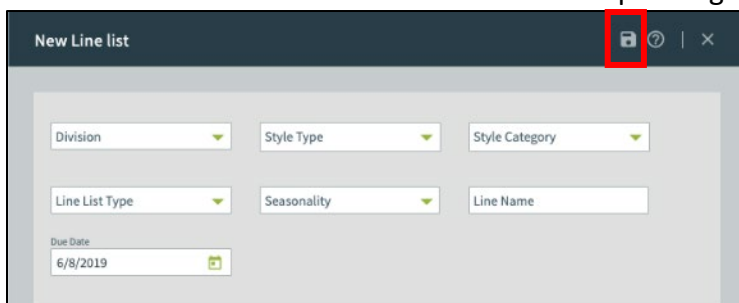 New Line list
Division Style Type Style Category
Line List Type Seasonality Line Name
Due Date
6/8/2019